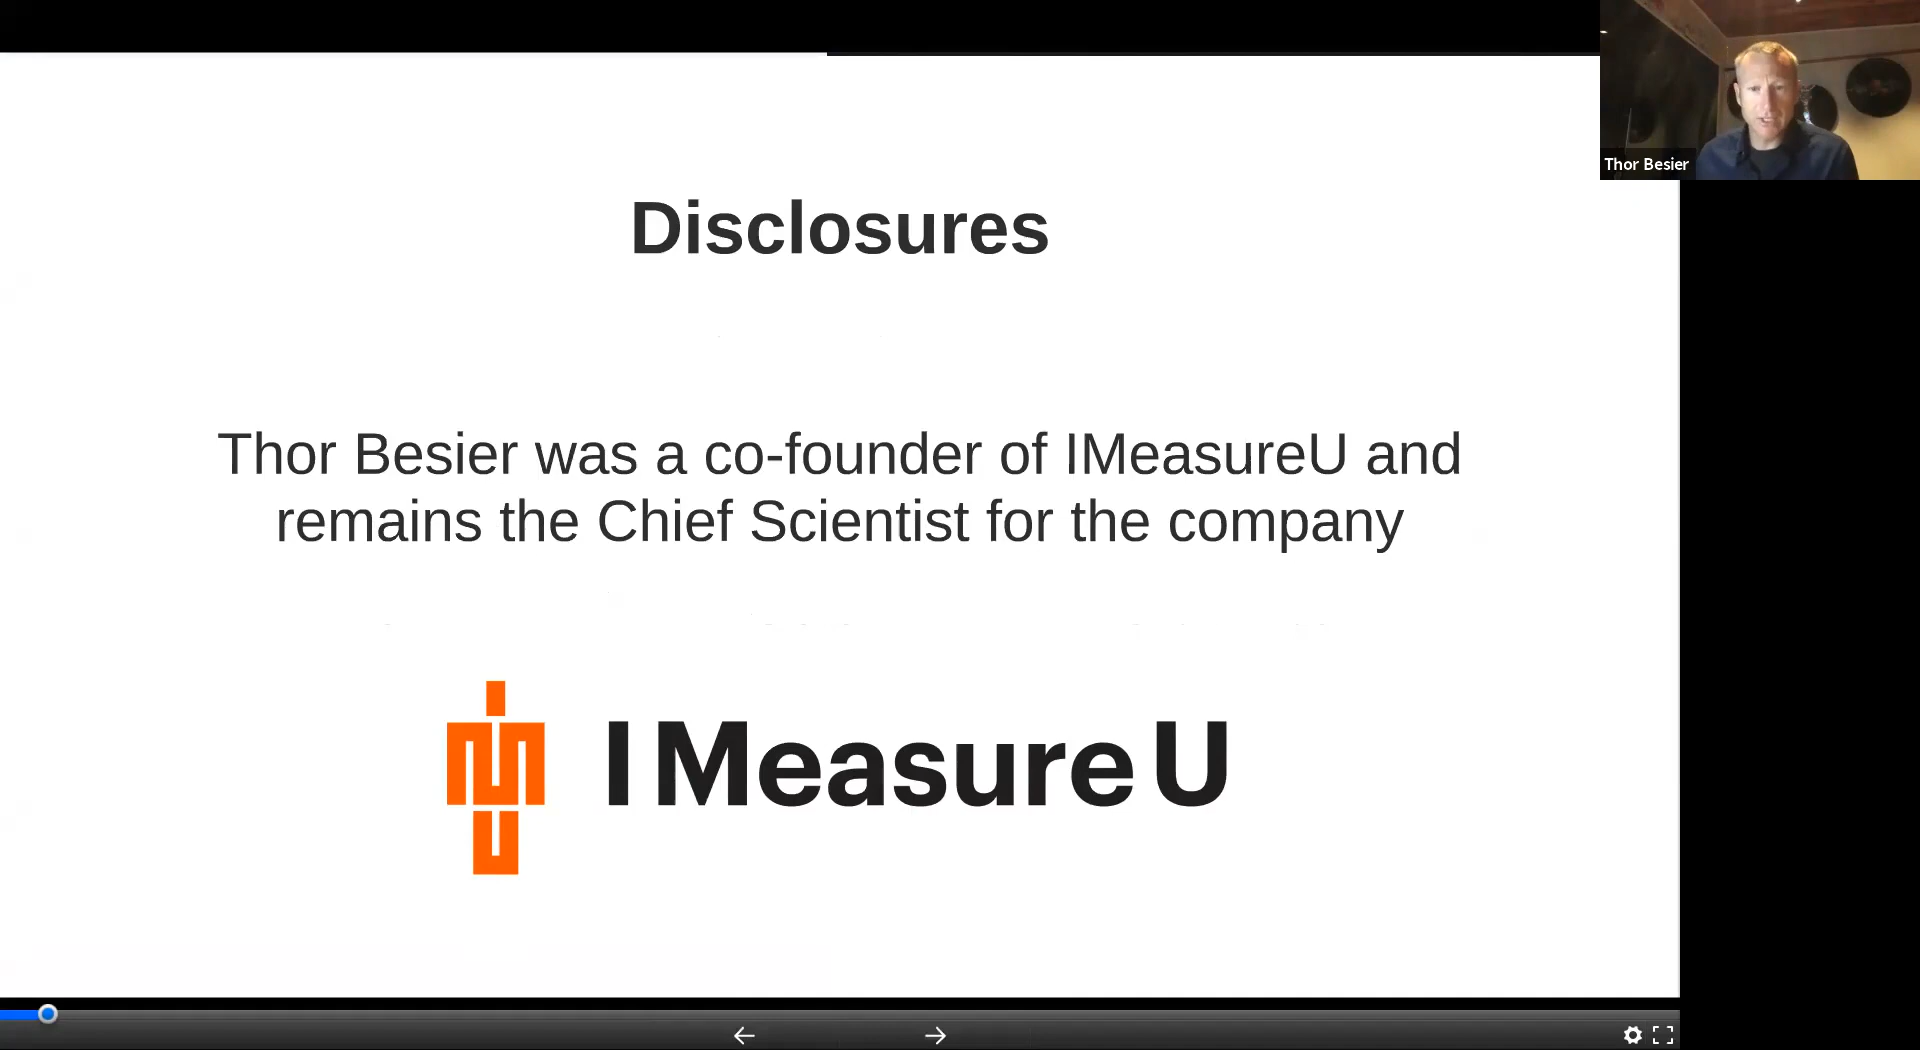 Disclosures
Thor Besier was a co-founder of IMeasureU and
remains the Chief Scientist for the company
I Measure U
Thor Besier